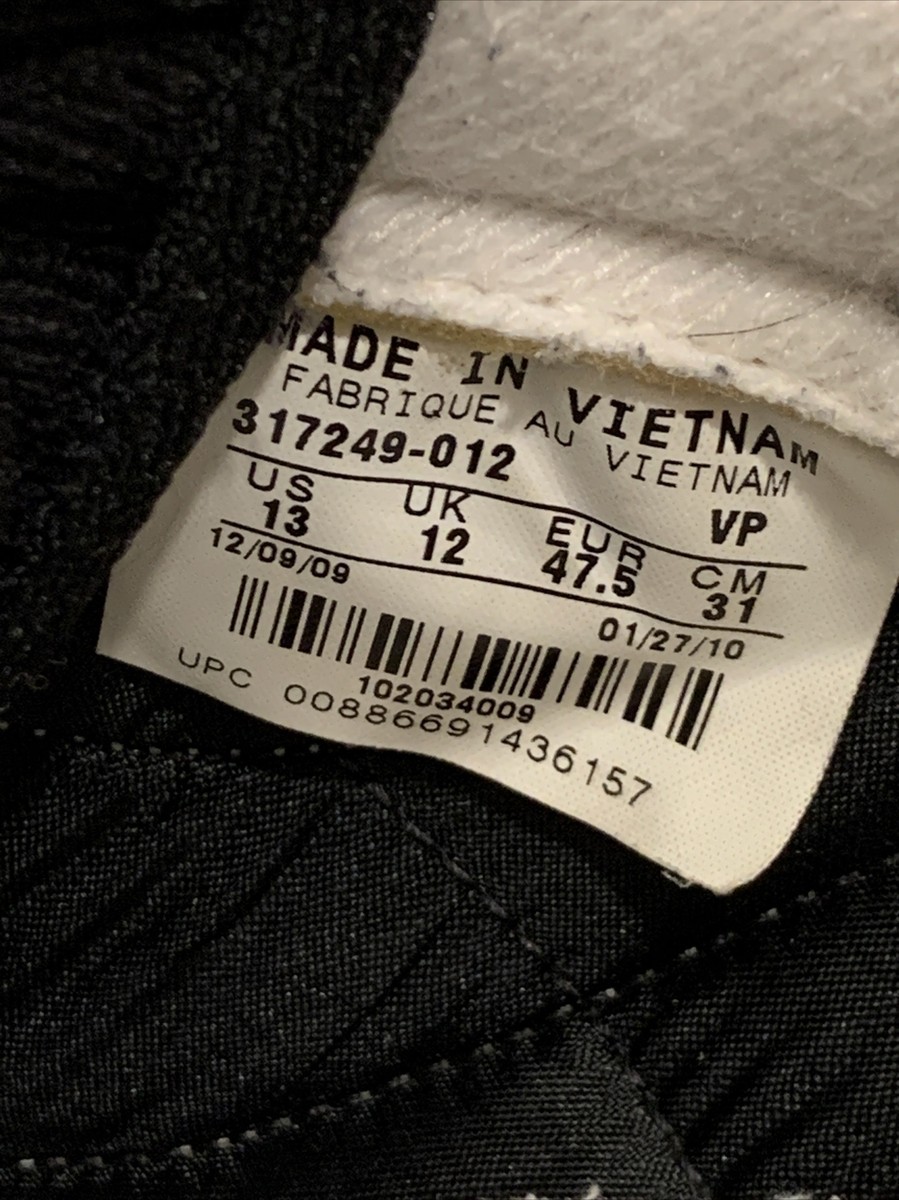 MADE IN VIETNAM
FABRIQUE AU VIETNAM
317249-012 VP
US UK EUR CM
13 12 47.5 31
12/09/09 01/27/10
102034009
UPC 00886691436157